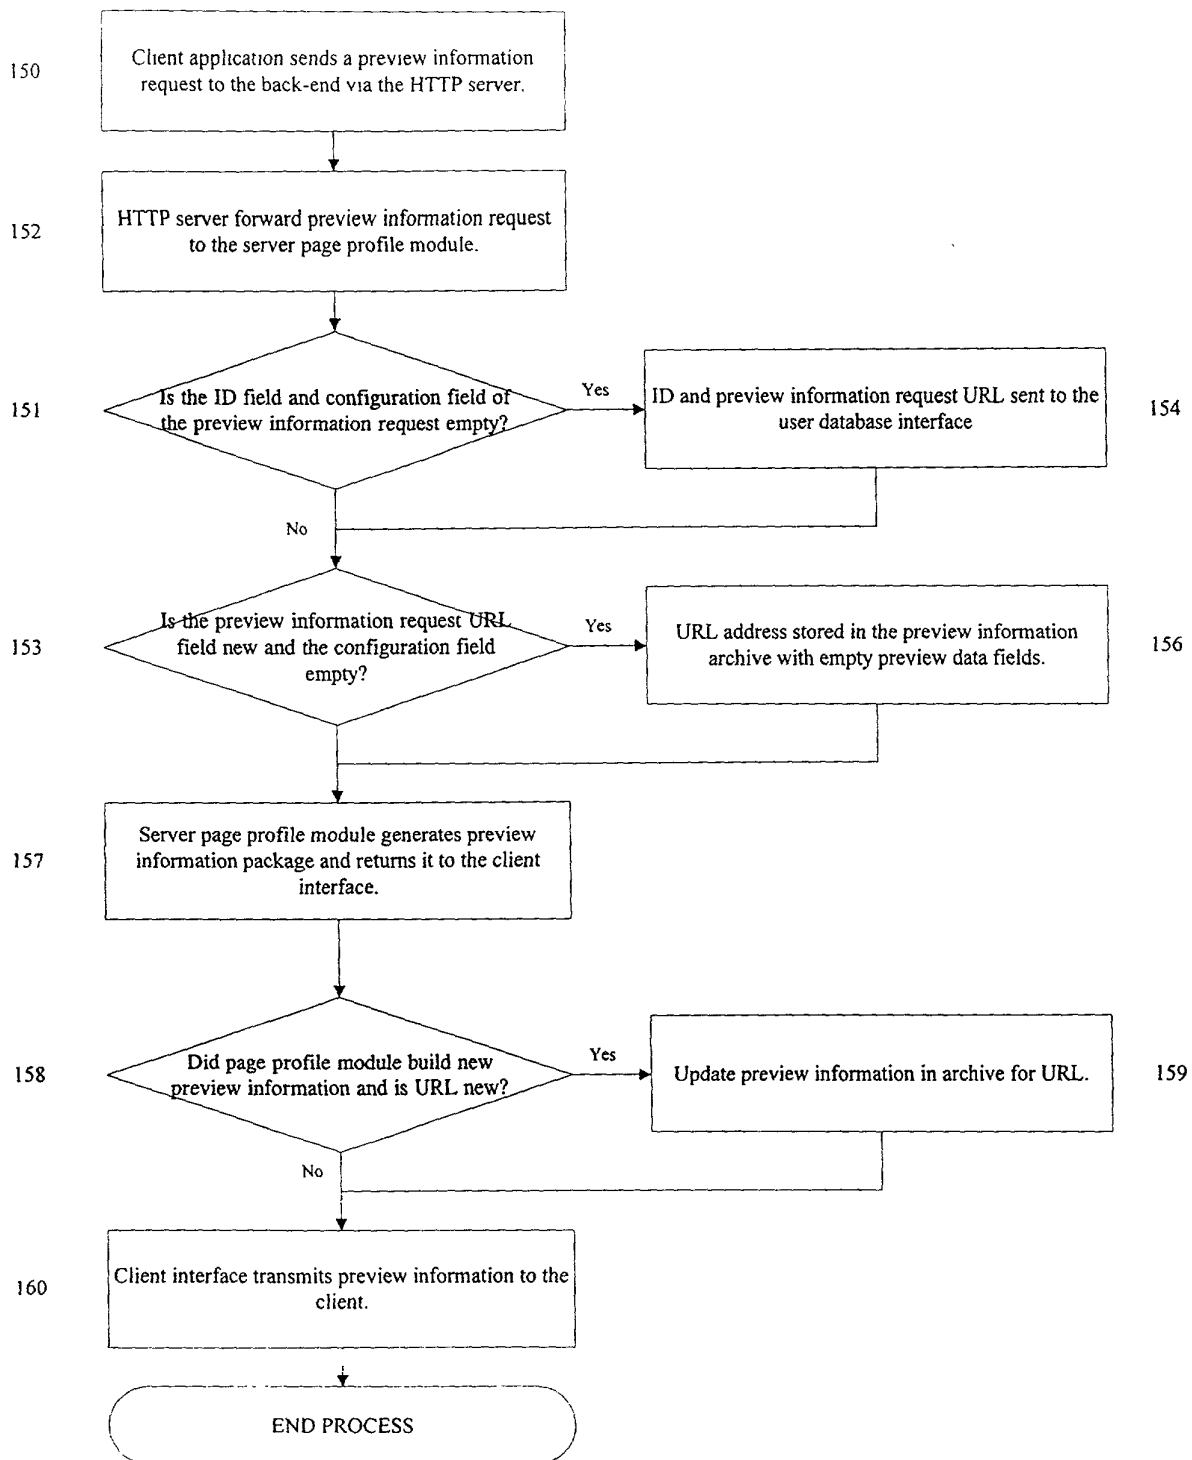 150
Client application sends a preview information
request to the back-end via the HTTP server.
152
HTTP server forward preview information request
to the server page profile module.
151
Is the ID field and configuration field of
the preview information request empty?
Yes
ID and preview information request URL sent to the
user database interface
154
No
153
Is the preview information request URL
field new and the configuration field
empty?
Yes
URL address stored in the preview information
archive with empty preview data fields.
156
157
Server page profile module generates preview
information package and returns it to the client
interface.
158
Did page profile module build new
preview information and is URL new?
Yes
Update preview information in archive for URL.
159
No
160
Client interface transmits preview information to the
client.
END PROCESS